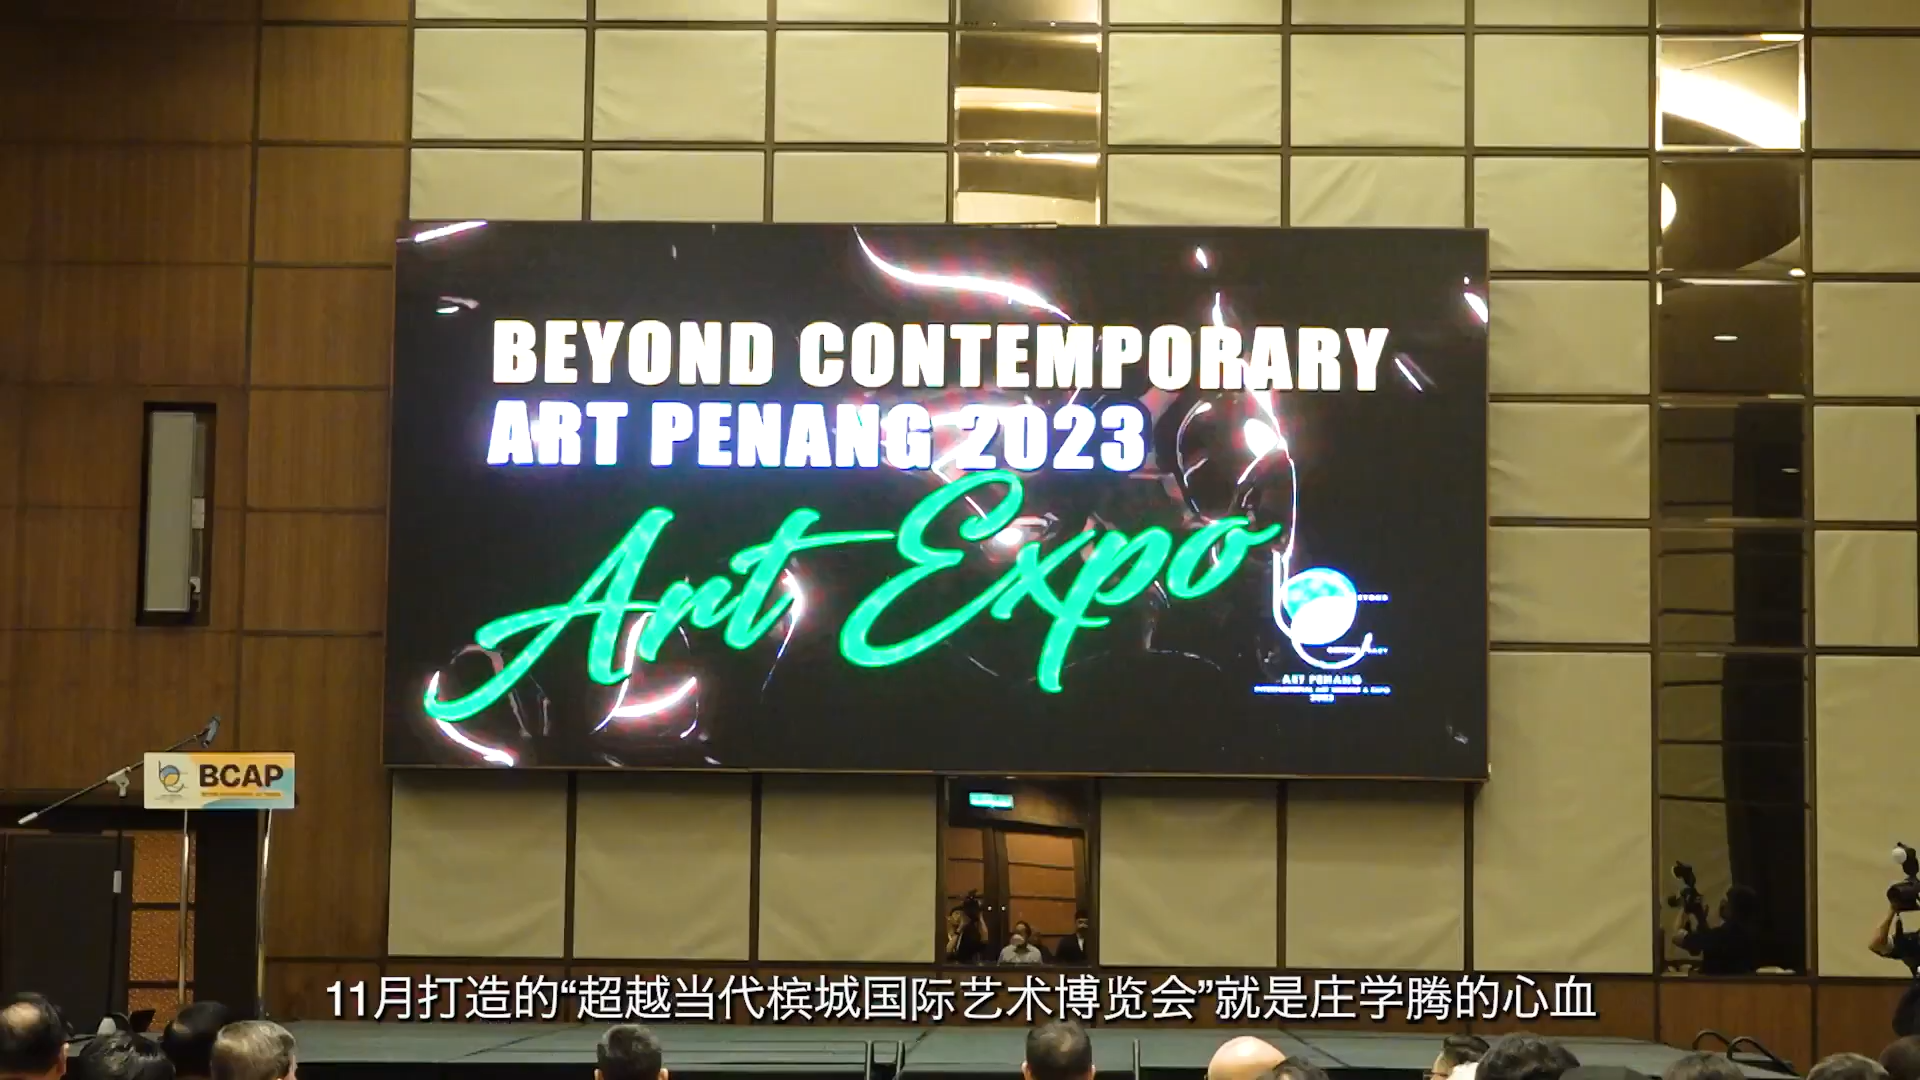 BEYOND CONTEMPORARY
ART PENANG 2023
Art Expo
ART PENANG
BCAP
11月打造的“超越当代槟城国际艺术博览会”就是庄学腾的心血